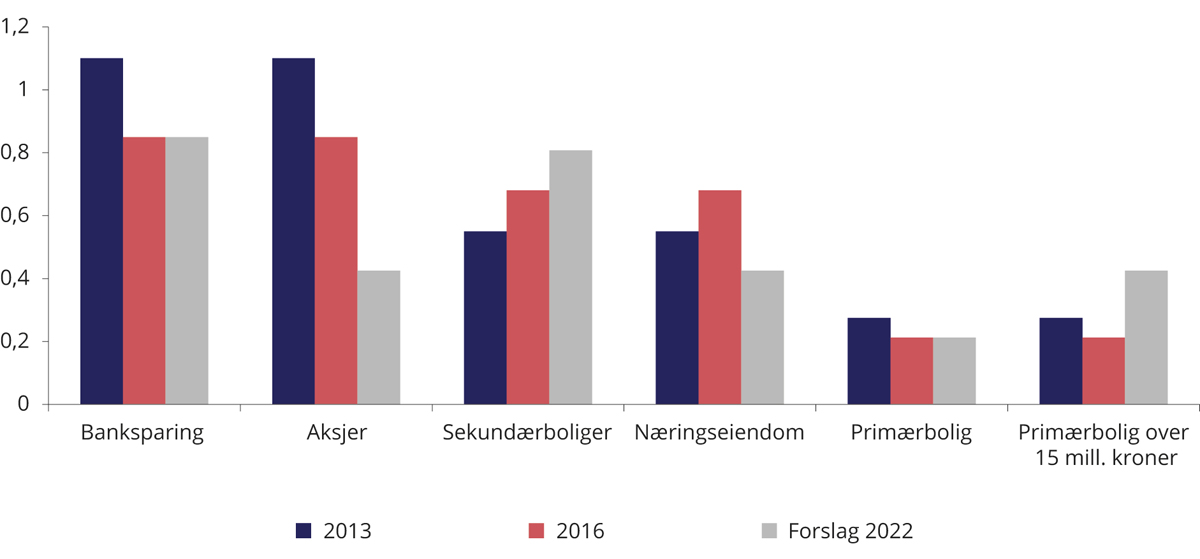 1,2
1
0,8
0,6
0,4
0,2
0
Banksparing
Aksjer
Sekundærboliger
Næringseiendom
Primærbolig
Primærbolig over
15 mill. kroner
2013
2016
Forslag 2022